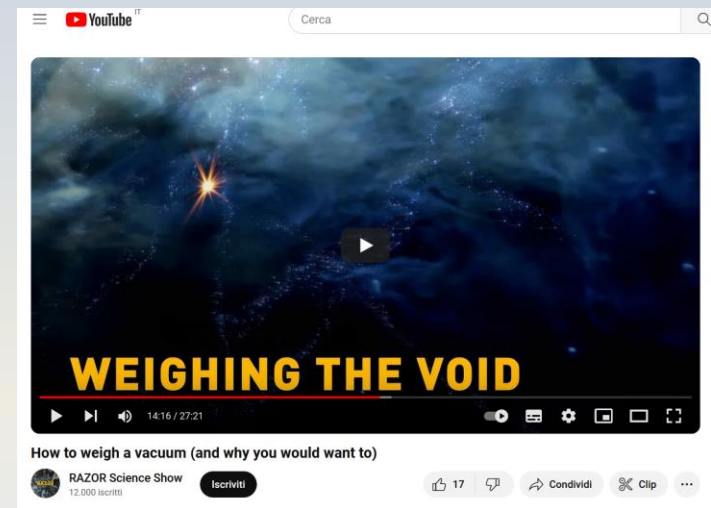 YouTube IT
Cerca
WEIGHING THE VOID
14:16 / 27:21
How to weigh a vacuum (and why you would want to)
RAZOR Science Show
12.000 iscritti
Iscriviti
17
Condividi
Clip